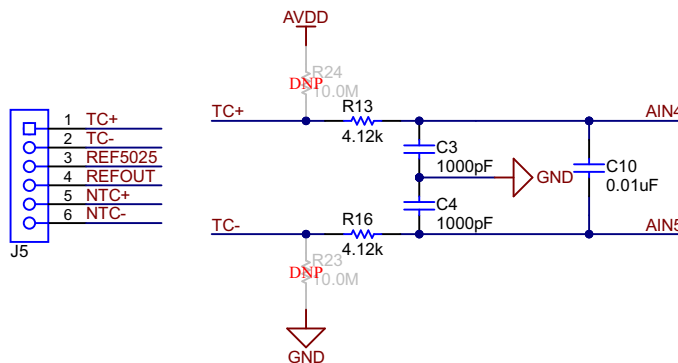 AVDD
R24
DNP
10.0M
TC+
R13
4.12k
AIN4
1 TC+
2 TC-
3 REF5025
4 REFOUT
5 NTC+
6 NTC-
J5
C3
1000pF
GND
C10
0.01uF
C4
1000pF
TC-
R16
4.12k
AIN5
R23
DNP
10.0M
GND